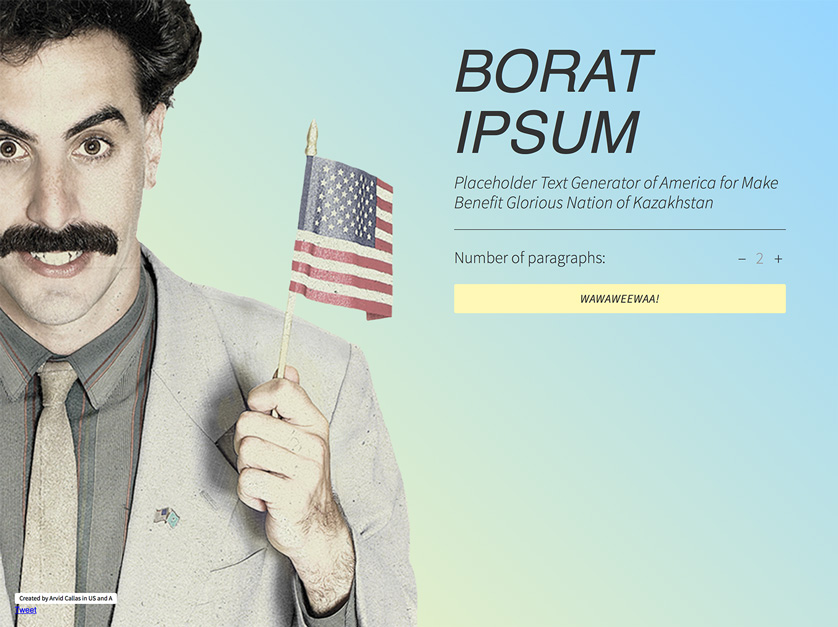 BORAT
IPSUM
Placeholder Text Generator of America for Make
Benefit Glorious Nation of Kazakhstan
Number of paragraphs:
− 2 +
WAWAWEEWAA!
Created by Arvid Callas in US and A
Tweet